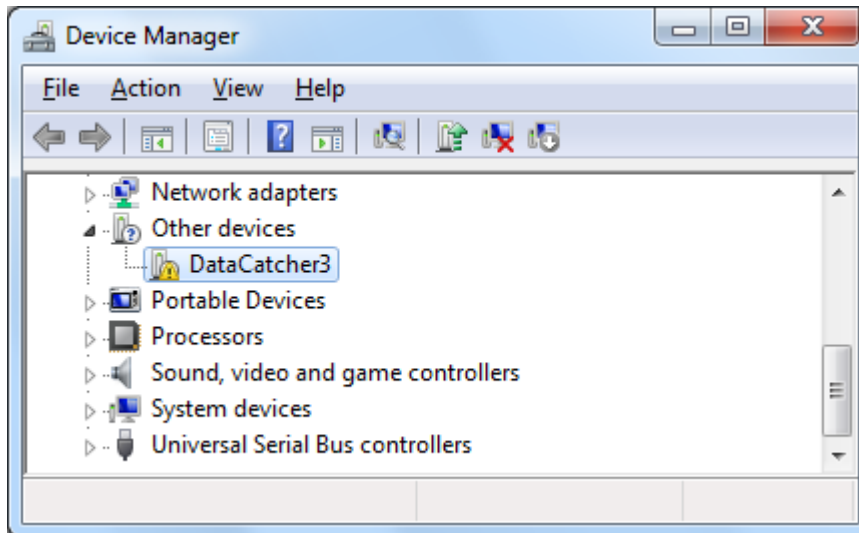 Device Manager
File Action View Help
Network adapters
Other devices
DataCatcher3
Portable Devices
Processors
Sound, video and game controllers
System devices
Universal Serial Bus controllers